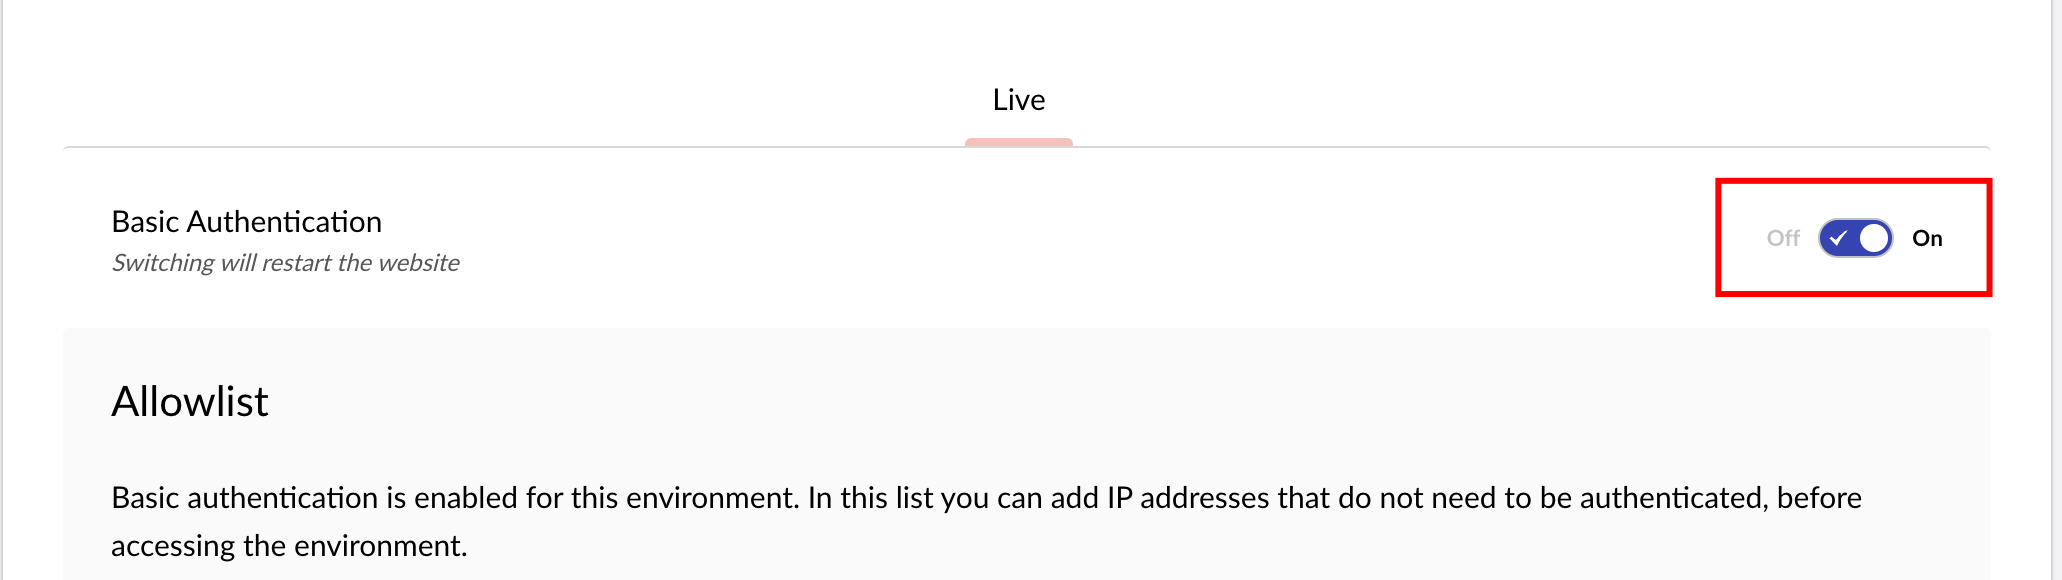 Live
Basic Authentication
Switching will restart the website
Off On
Allowlist
Basic authentication is enabled for this environment. In this list you can add IP addresses that do not need to be authenticated, before
accessing the environment.